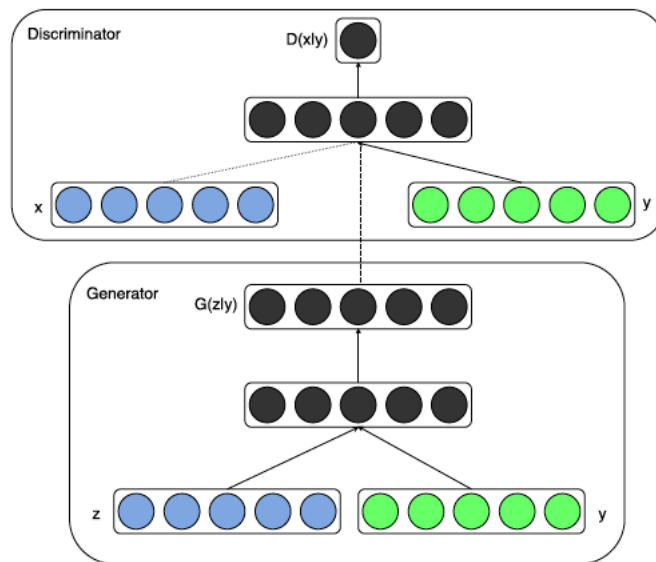 Discriminator
D(x|y)
x
y
Generator
G(z|y)
z
y